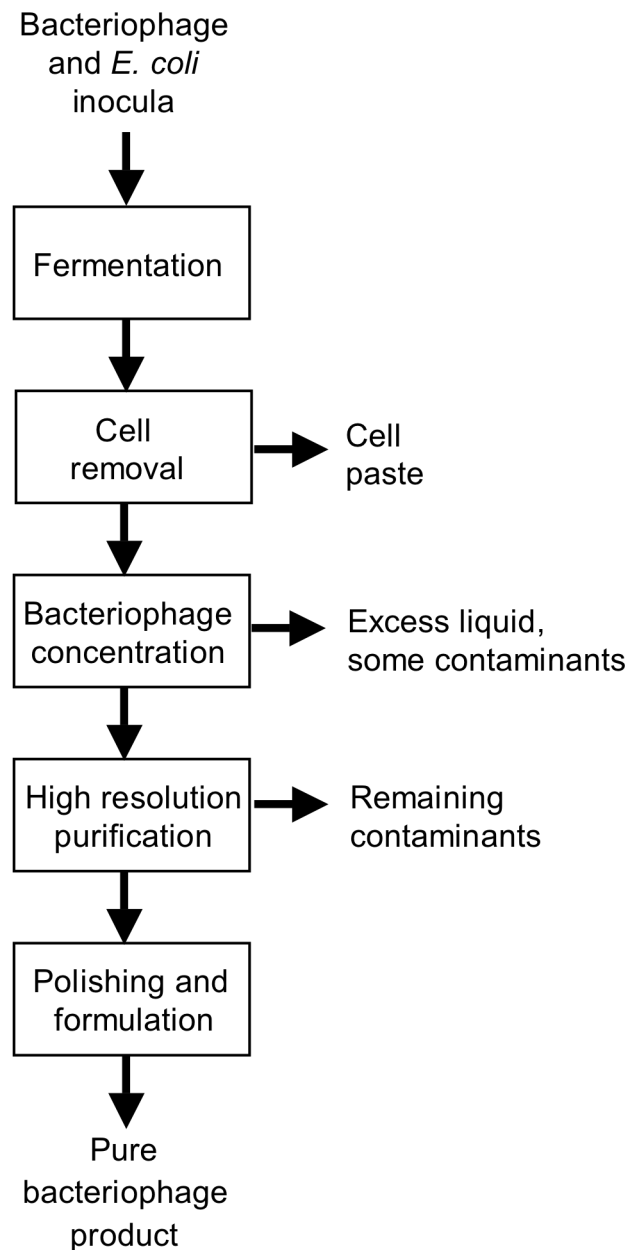 Bacteriophage
and E. coli
inocula
Fermentation
Cell
removal
Cell
paste
Bacteriophage
concentration
Excess liquid,
some contaminants
High resolution
purification
Remaining
contaminants
Polishing and
formulation
Pure
bacteriophage
product